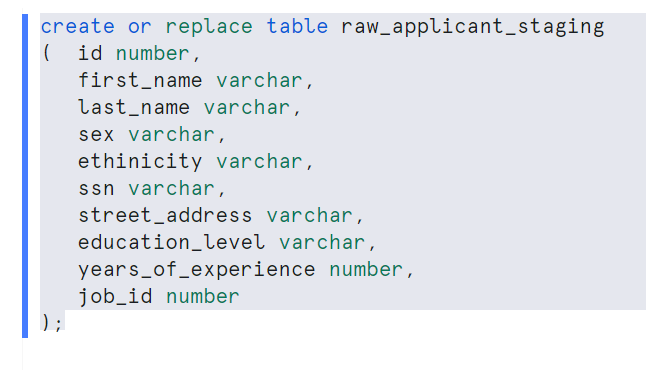 create or replace table raw_applicant_staging
( id number,
first_name varchar,
last_name varchar,
sex varchar,
ethinicity varchar,
ssn varchar,
street_address varchar,
education_level varchar,
years_of_experience number,
job_id number
);